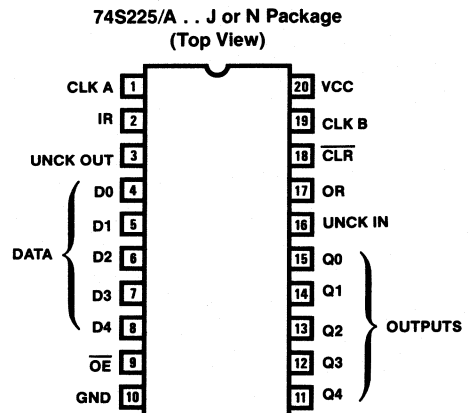 74S225/A . . J or N Package
(Top View)
CLK A 1 20 VCC
IR 2 19 CLK B
UNCK OUT 3 18 C̅L̅R̅
D0 4 17 OR
D1 5 16 UNCK IN
DATA D2 6 15 Q0
D3 7 14 Q1
D4 8 13 Q2 OUTPUTS
O̅E̅ 9 12 Q3
GND 10 11 Q4